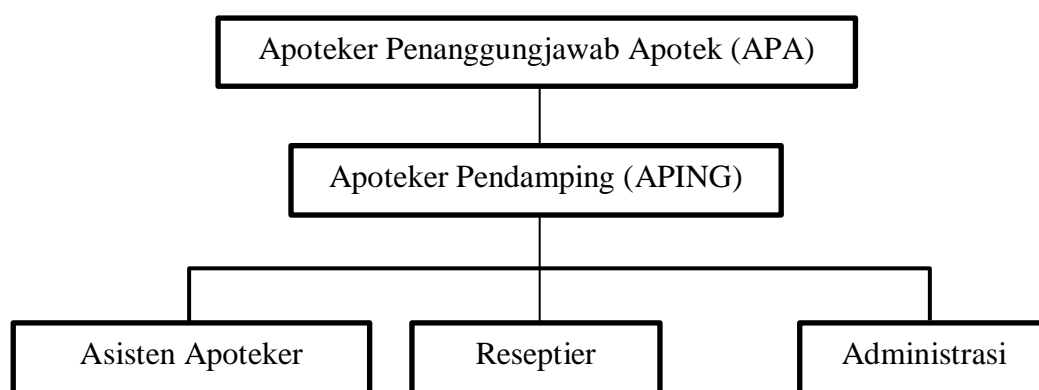 Apoteker Penanggungjawab Apotek (APA)
Apoteker Pendamping (APING)
Asisten Apoteker
Reseptier
Administrasi